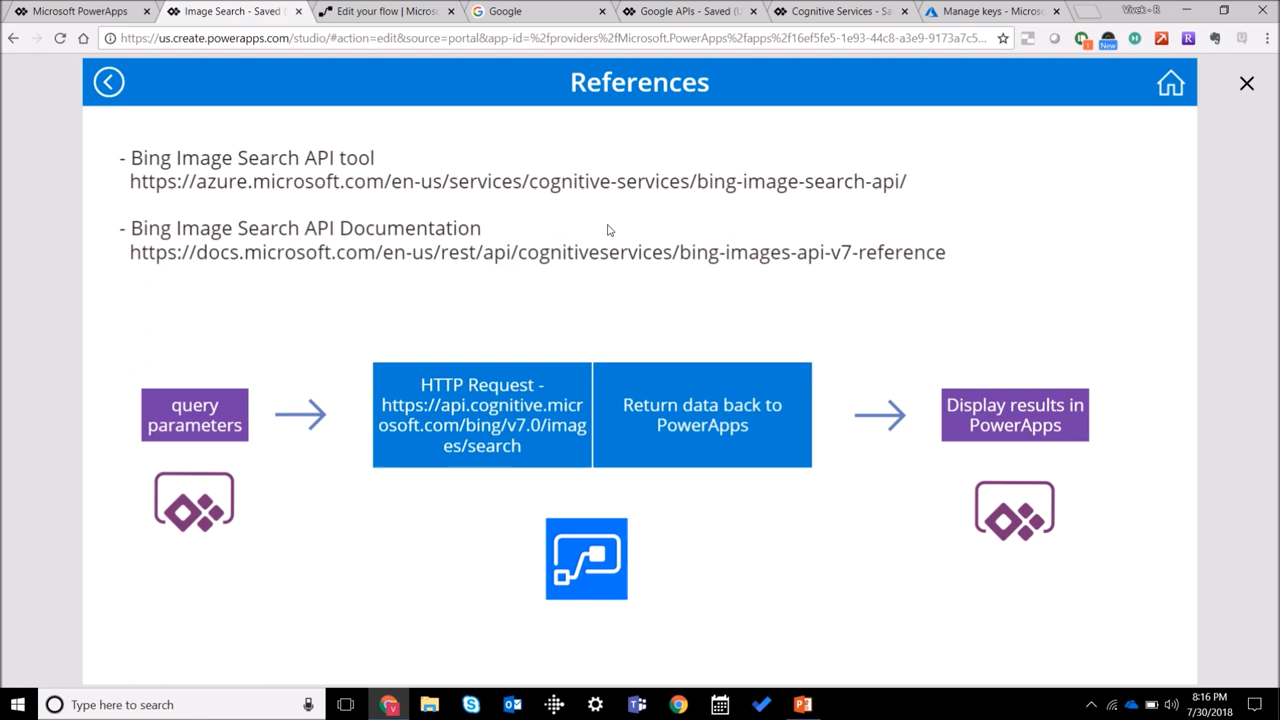 Microsoft PowerApps
Image Search - Saved (
Edit your flow | Micros
Google
Google APIs - Saved (U
Cognitive Services - Sa
Manage keys - Microso
Vivek - R
https://us.create.powerapps.com/studio/#action=edit&source=portal&app-id=%2fproviders%2fMicrosoft.PowerApps%2fapps%2f16ef5fe5-1e93-44c8-a3e9-9173a7c5...
New
References
- Bing Image Search API tool
https://azure.microsoft.com/en-us/services/cognitive-services/bing-image-search-api/
- Bing Image Search API Documentation
https://docs.microsoft.com/en-us/rest/api/cognitiveservices/bing-images-api-v7-reference
query
parameters
HTTP Request -
https://api.cognitive.micr
osoft.com/bing/v7.0/imag
es/search
Return data back to
PowerApps
Display results in
PowerApps
Type here to search
8:16 PM
7/30/2018